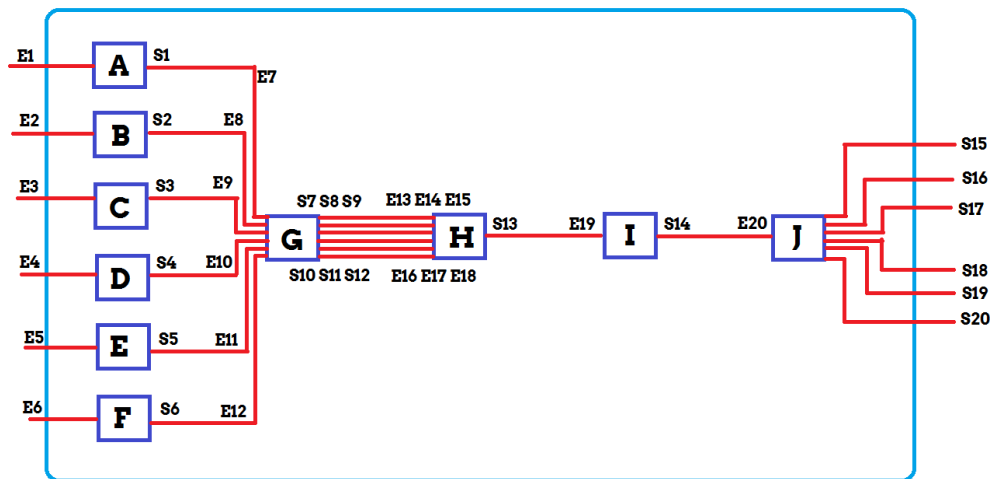 E1 A S1
E7
E2 B S2 E8
S15
S16
E3 C S3 E9
S7 S8 S9 E13 E14 E15
S17
G H S13 E19 I S14 E20 J
E4 D S4 E10
S10 S11 S12 E16 E17 E18
S18
S19
S20
E5 E S5 E11
E6 F S6 E12